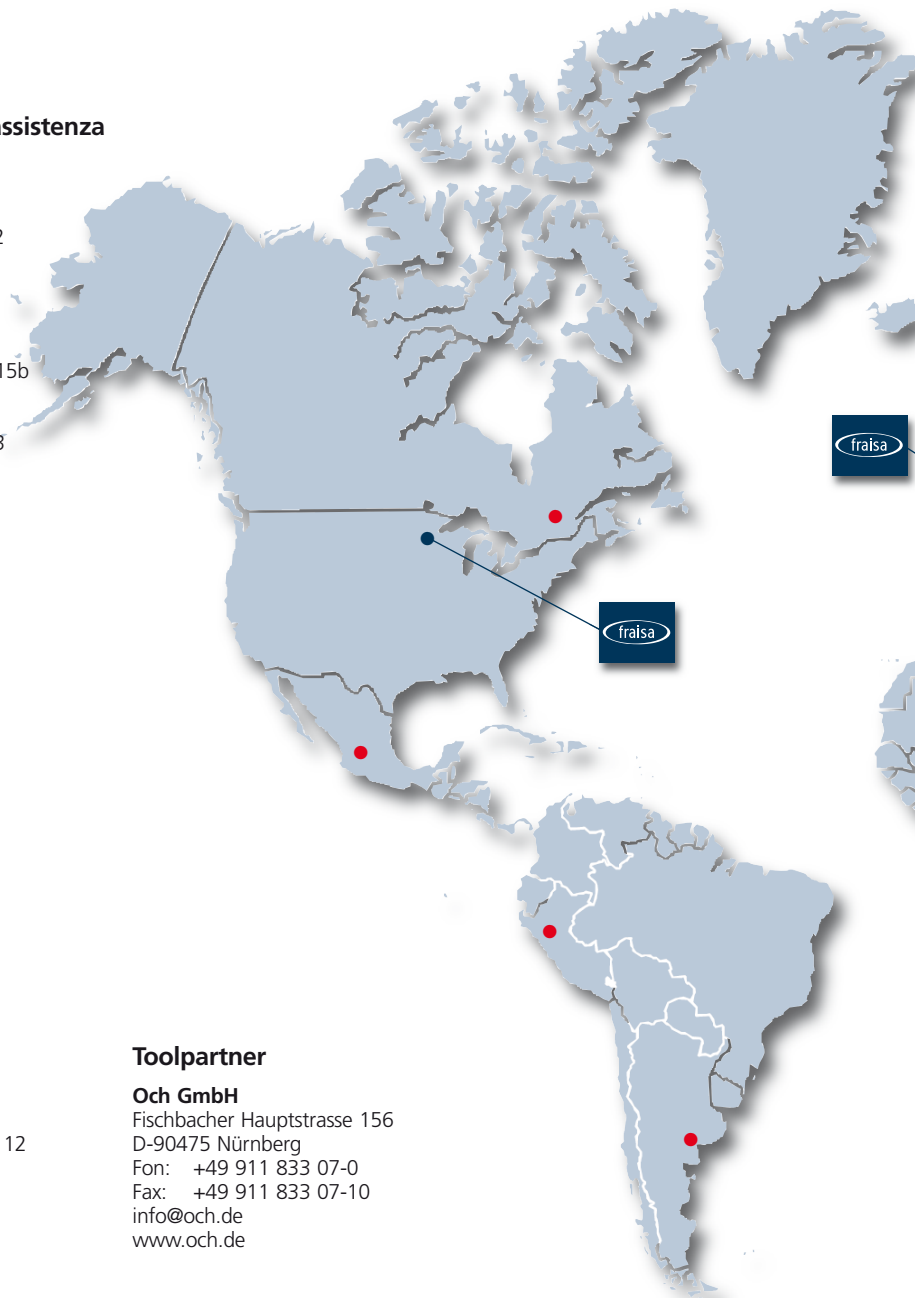 assistenza
2
15b
3
fraisa
fraisa
Toolpartner
Och GmbH
Fischbacher Hauptstrasse 156
D-90475 Nürnberg
Fon: +49 911 833 07-0
Fax: +49 911 833 07-10
info@och.de
www.och.de
12